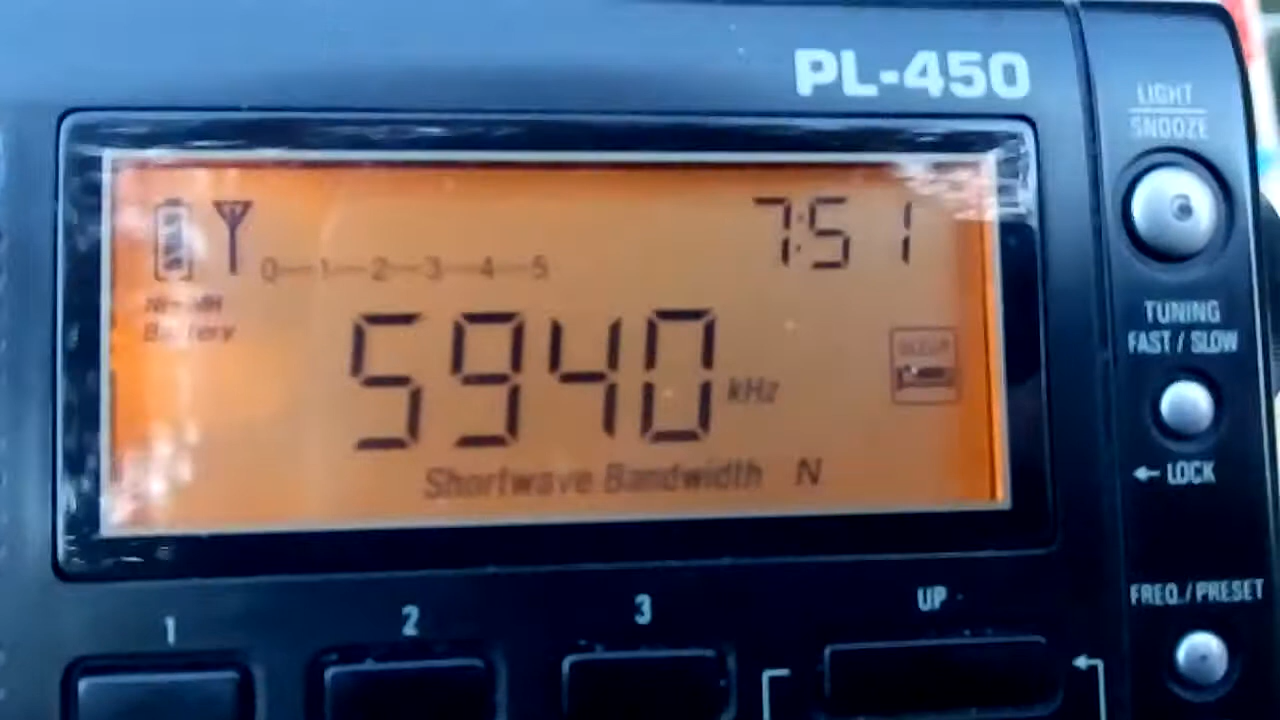 PL-450
LIGHT
SNOOZE
7:51
0—1—2—3—4—5
Ni-MH
Battery
5940 kHz
SLEEP
Shortwave Bandwidth N
TUNING
FAST / SLOW
← LOCK
FREQ./PRESET
1 2 3 UP